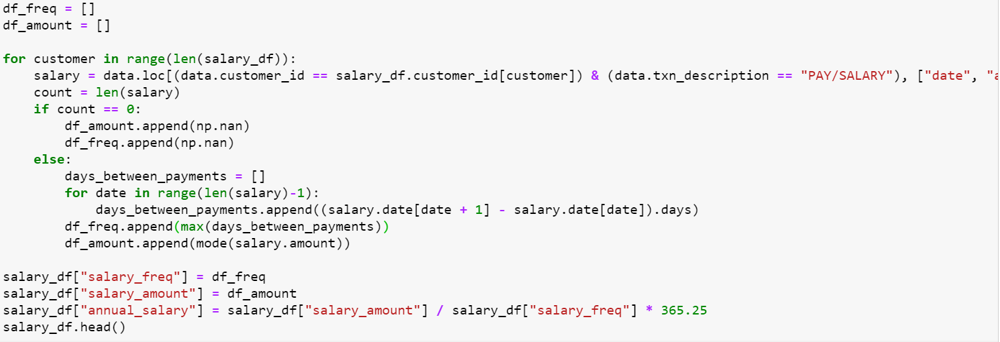 df_freq = []
df_amount = []
for customer in range(len(salary_df)):
    salary = data.loc[(data.customer_id == salary_df.customer_id[customer]) & (data.txn_description == "PAY/SALARY"), ["date", "a
    count = len(salary)
    if count == 0:
        df_amount.append(np.nan)
        df_freq.append(np.nan)
    else:
        days_between_payments = []
        for date in range(len(salary)-1):
            days_between_payments.append((salary.date[date + 1] - salary.date[date]).days)
        df_freq.append(max(days_between_payments))
        df_amount.append(mode(salary.amount))
salary_df["salary_freq"] = df_freq
salary_df["salary_amount"] = df_amount
salary_df["annual_salary"] = salary_df["salary_amount"] / salary_df["salary_freq"] * 365.25
salary_df.head()